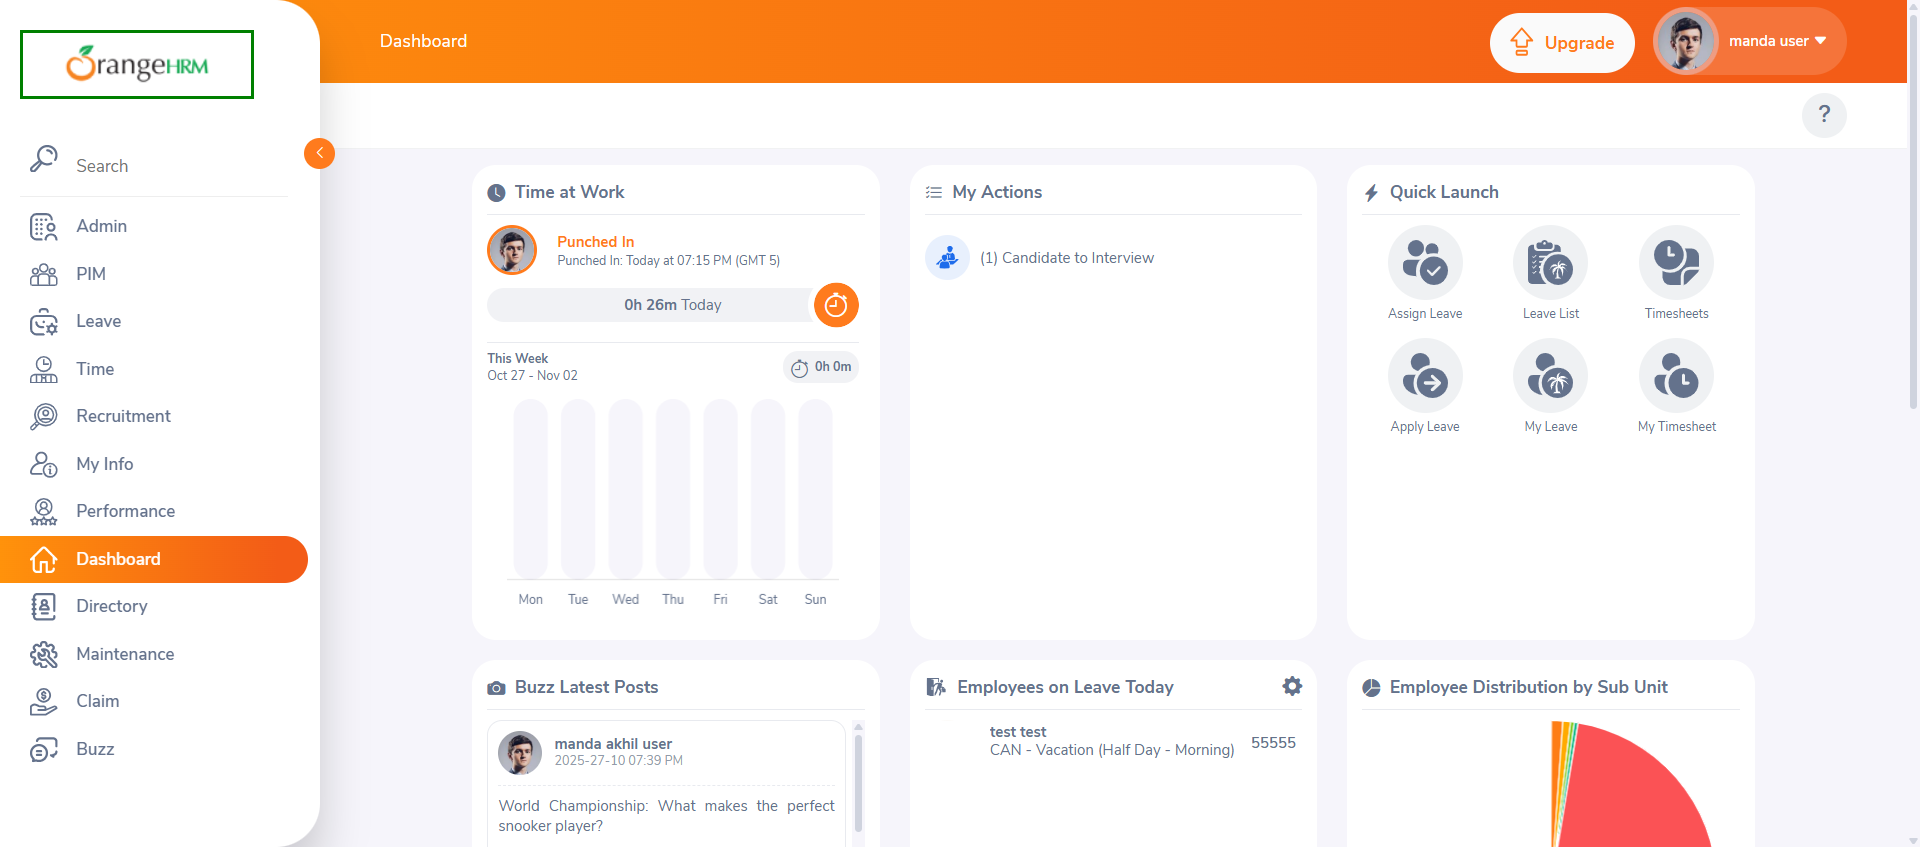 OrangeHRM
Dashboard
Upgrade
manda user
?
Search
Admin
PIM
Leave
Time
Recruitment
My Info
Performance
Dashboard
Directory
Maintenance
Claim
Buzz
Time at Work
Punched In
Punched In: Today at 07:15 PM (GMT 5)
0h 26m Today
This Week
Oct 27 - Nov 02
0h 0m
Mon Tue Wed Thu Fri Sat Sun
My Actions
(1) Candidate to Interview
Quick Launch
Assign Leave Leave List Timesheets
Apply Leave My Leave My Timesheet
Buzz Latest Posts
manda akhil user
2025-27-10 07:39 PM
World Championship: What makes the perfect
snooker player?
Employees on Leave Today
test test
CAN - Vacation (Half Day - Morning)
55555
Employee Distribution by Sub Unit